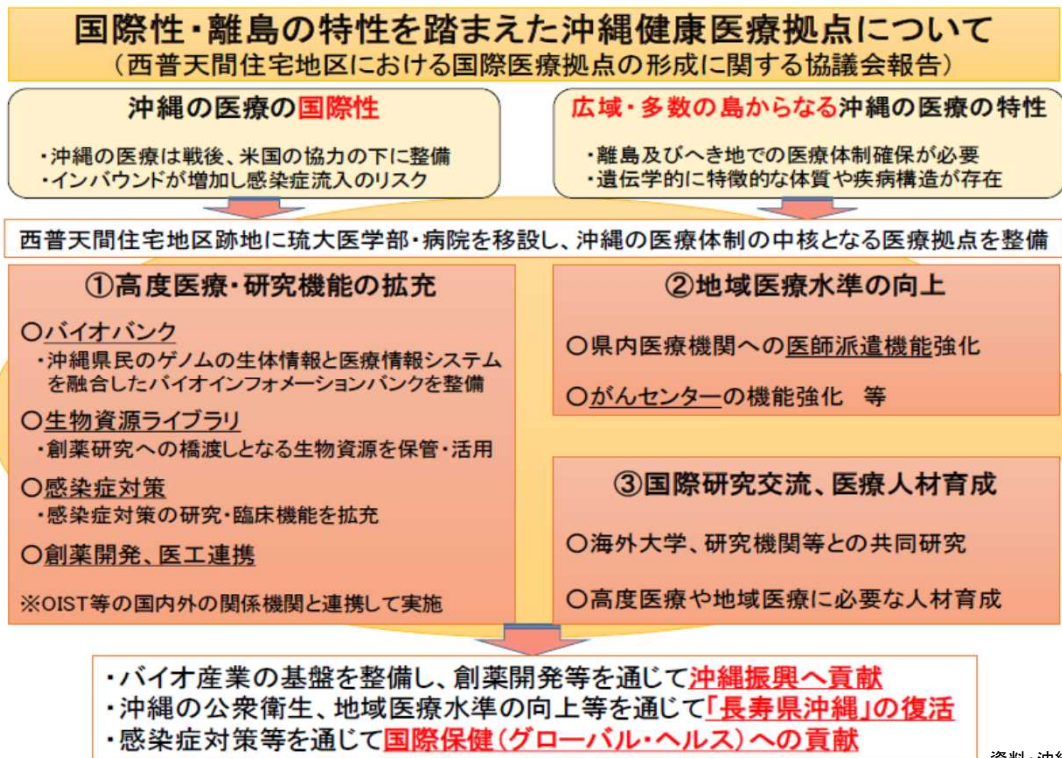 国際性・離島の特性を踏まえた沖縄健康医療拠点について
（西普天間住宅地区における国際医療拠点の形成に関する協議会報告）
沖縄の医療の国際性
・沖縄の医療は戦後、米国の協力の下に整備
・インバウンドが増加し感染症流入のリスク
広域・多数の島からなる沖縄の医療の特性
・離島及びへき地での医療体制確保が必要
・遺伝学的に特徴的な体質や疾病構造が存在
西普天間住宅地区跡地に琉大医学部・病院を移設し、沖縄の医療体制の中核となる医療拠点を整備
①高度医療・研究機能の拡充
〇バイオバンク
・沖縄県民のゲノムの生体情報と医療情報システム
を融合したバイオインフォメーションバンクを整備
〇生物資源ライブラリ
・創薬研究への橋渡しとなる生物資源を保管・活用
〇感染症対策
・感染症対策の研究・臨床機能を拡充
〇創薬開発、医工連携
※OIST等の国内外の関係機関と連携して実施
②地域医療水準の向上
〇県内医療機関への医師派遣機能強化
〇がんセンターの機能強化 等
③国際研究交流、医療人材育成
〇海外大学、研究機関等との共同研究
〇高度医療や地域医療に必要な人材育成
・バイオ産業の基盤を整備し、創薬開発等を通じて沖縄振興へ貢献
・沖縄の公衆衛生、地域医療水準の向上等を通じて「長寿県沖縄」の復活
・感染症対策等を通じて国際保健（グローバル・ヘルス）への貢献